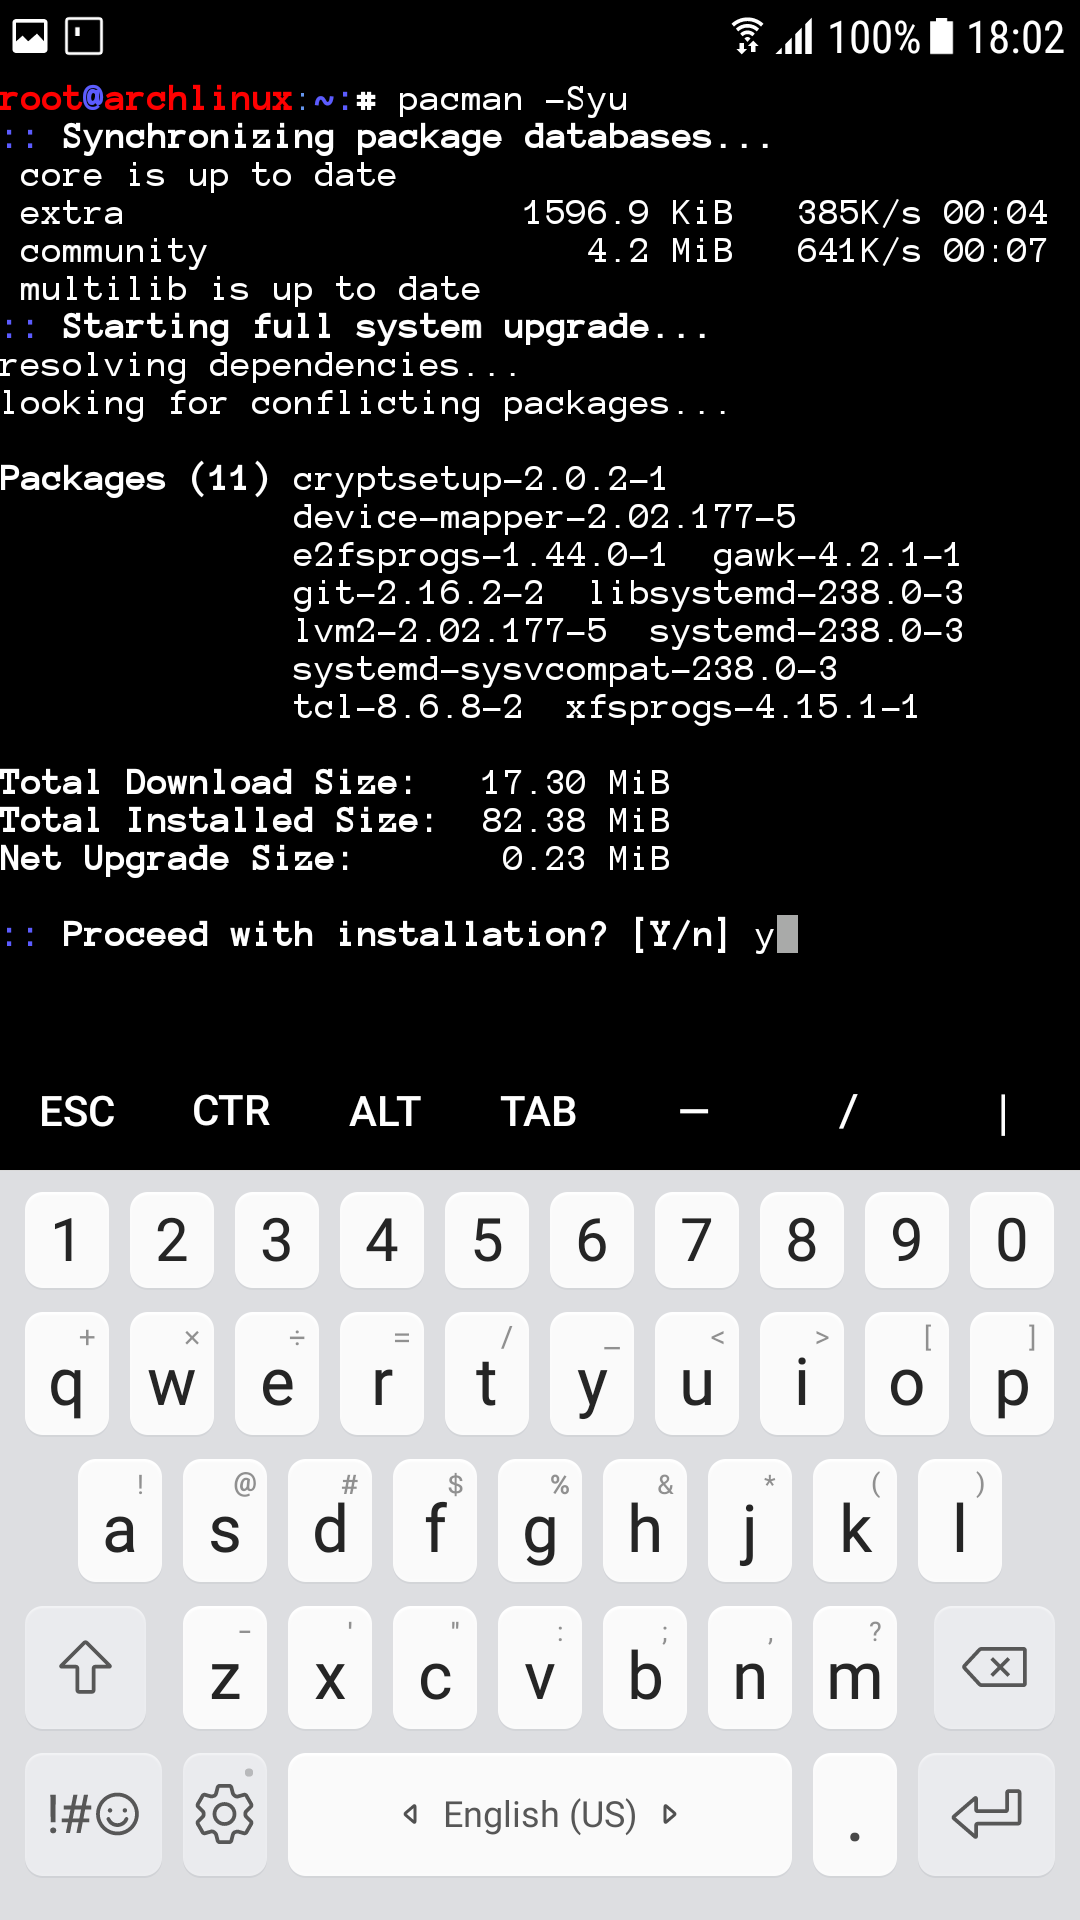 100% 18:02
root@archlinux:~:# pacman -Syu
:: Synchronizing package databases...
core is up to date
extra 1596.9 KiB 385K/s 00:04
community 4.2 MiB 641K/s 00:07
multilib is up to date
:: Starting full system upgrade...
resolving dependencies...
looking for conflicting packages...
Packages (11) cryptsetup-2.0.2-1
device-mapper-2.02.177-5
e2fsprogs-1.44.0-1 gawk-4.2.1-1
git-2.16.2-2 libsystemd-238.0-3
lvm2-2.02.177-5 systemd-238.0-3
systemd-sysvcompat-238.0-3
tcl-8.6.8-2 xfsprogs-4.15.1-1
Total Download Size: 17.30 MiB
Total Installed Size: 82.38 MiB
Net Upgrade Size: 0.23 MiB
:: Proceed with installation? [Y/n] y
ESC CTR ALT TAB — / |
1 2 3 4 5 6 7 8 9 0
+ × ÷ = / _ < > [ ]
q w e r t y u i o p
! @ # $ % & * ( )
a s d f g h j k l
- ' " : ; , ?
z x c v b n m
!#☺ English (US) .